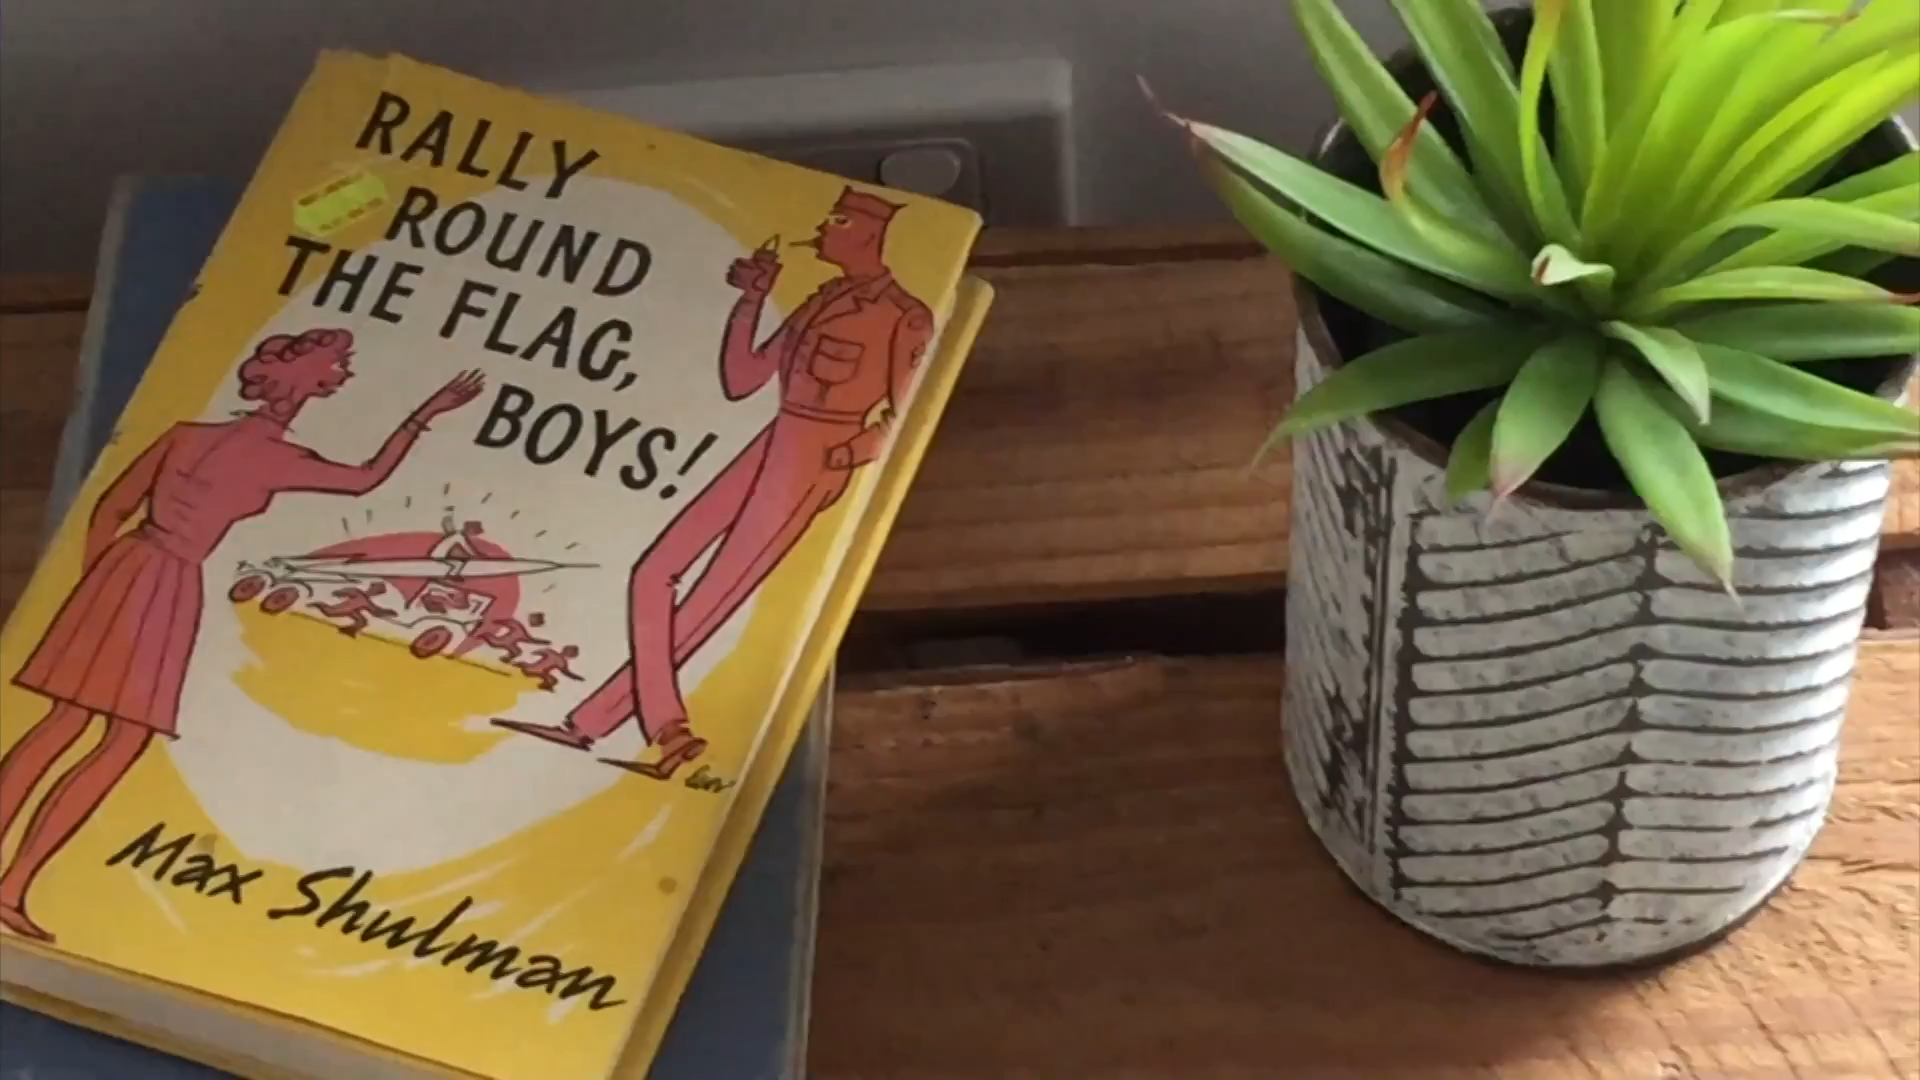 RALLY
ROUND
THE FLAG,
BOYS!
Max Shulman